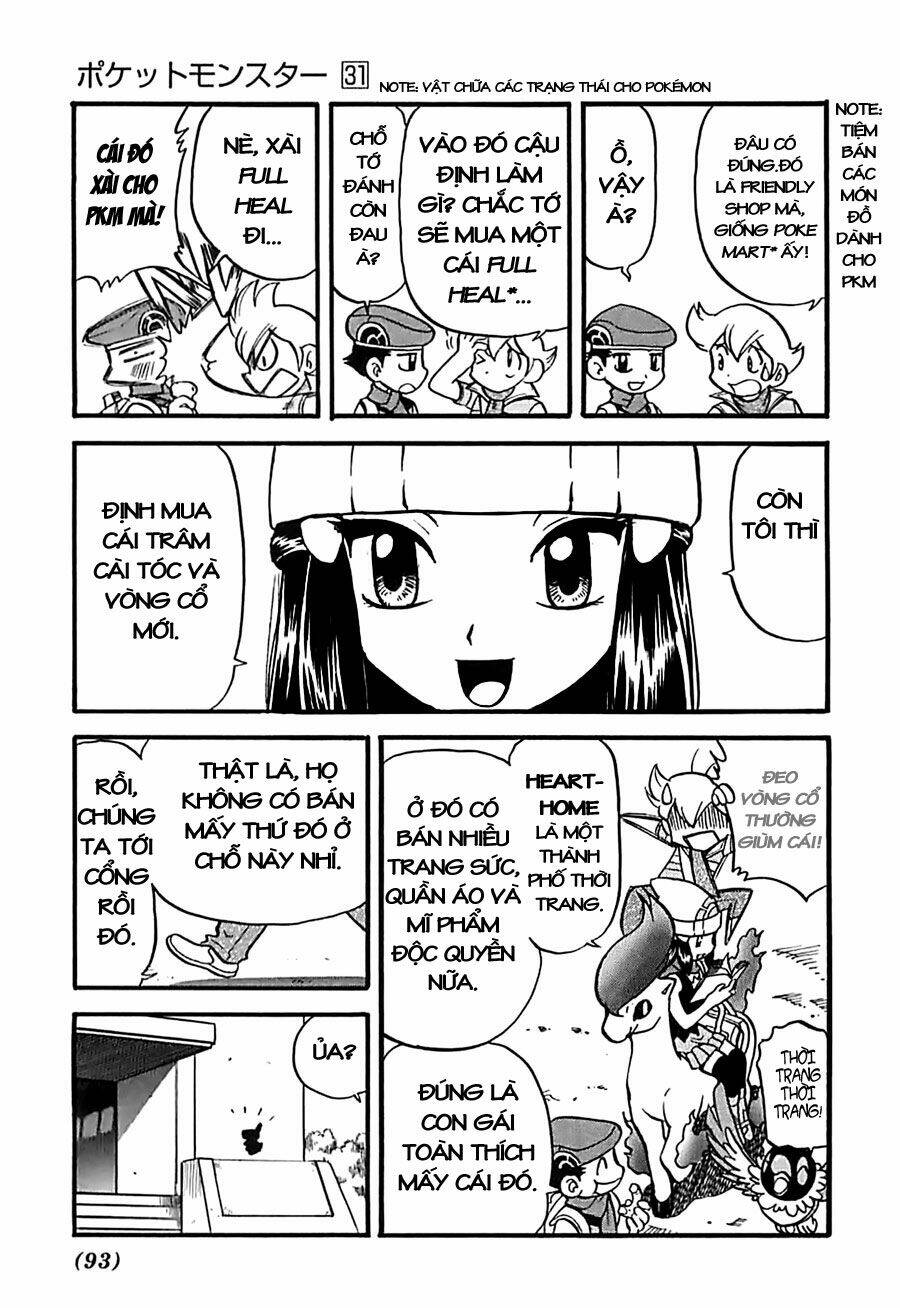 ポケットモンスター 31
NOTE: VẬT CHỮA CÁC TRẠNG THÁI CHO POKÉMON
NOTE:
TIỆM
BÁN
CÁC
MÓN
ĐỒ
DÀNH
CHO
PKM
ĐÂU CÓ
ĐÚNG.ĐÓ
LÀ FRIENDLY
SHOP MÀ,
GIỐNG POKE
MART* ẤY!
Ồ,
VẬY
À?
VÀO ĐÓ CẬU
ĐỊNH LÀM
GÌ? CHẮC TỚ
SẼ MUA MỘT
CÁI FULL
HEAL*...
CHỖ
TỚ
ĐÁNH
CÒN
ĐAU
À?
NÈ, XÀI
FULL
HEAL
ĐI...
CÁI ĐÓ
XÀI CHO
PKM MÀ!
CÒN
TÔI THÌ
ĐỊNH MUA
CÁI TRÂM
CÀI TÓC VÀ
VÒNG CỔ
MỚI.
ĐEO
VÒNG CỔ
THƯỜNG
GIÙM CÁI!
HEART-
HOME
LÀ MỘT
THÀNH
PHỐ THỜI
TRANG.
Ở ĐÓ CÓ
BÁN NHIỀU
TRANG SỨC,
QUẦN ÁO VÀ
MĨ PHẨM
ĐỘC QUYỀN
NỮA.
THỜI
TRANG
THỜI
TRANG!
ĐÚNG LÀ
CON GÁI
TOÀN THÍCH
MẤY CÁI ĐÓ.
THẬT LÀ, HỌ
KHÔNG CÓ BÁN
MẤY THỨ ĐÓ Ở
CHỖ NÀY NHỈ.
RỒI,
CHÚNG
TA TỚI
CỔNG
RỒI
ĐÓ.
ỦA?
(93)